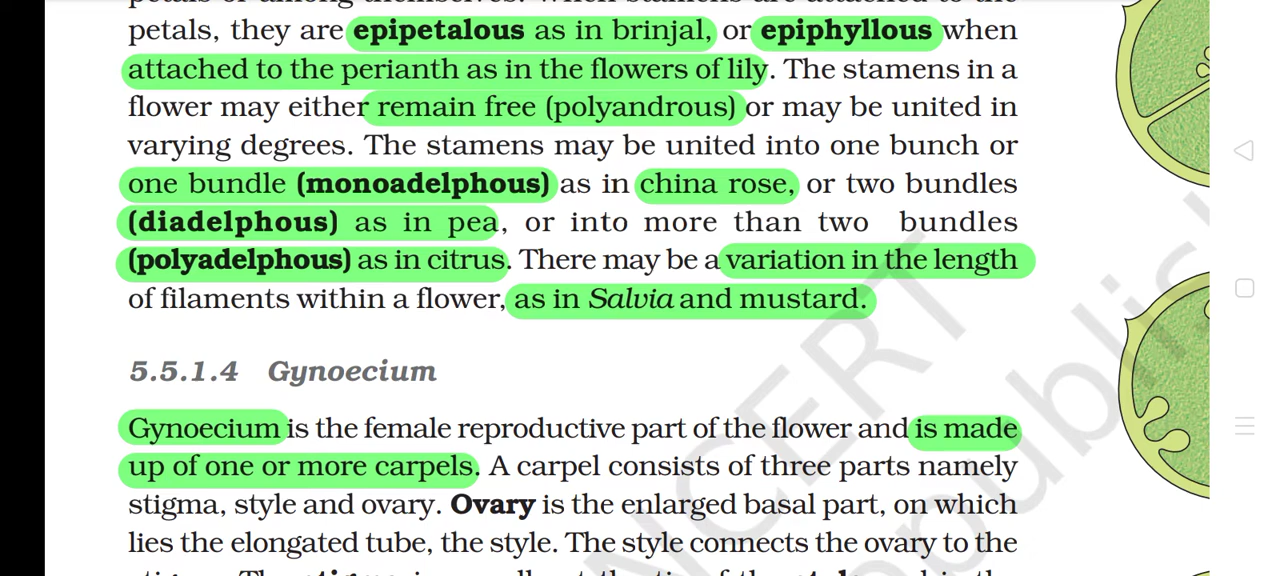 petals, they are epipetalous as in brinjal, or epiphyllous when
attached to the perianth as in the flowers of lily. The stamens in a
flower may either remain free (polyandrous) or may be united in
varying degrees. The stamens may be united into one bunch or
one bundle (monoadelphous) as in china rose, or two bundles
(diadelphous) as in pea, or into more than two bundles
(polyadelphous) as in citrus. There may be a variation in the length
of filaments within a flower, as in Salvia and mustard.
5.5.1.4 Gynoecium
Gynoecium is the female reproductive part of the flower and is made
up of one or more carpels. A carpel consists of three parts namely
stigma, style and ovary. Ovary is the enlarged basal part, on which
lies the elongated tube, the style. The style connects the ovary to the
NCERT